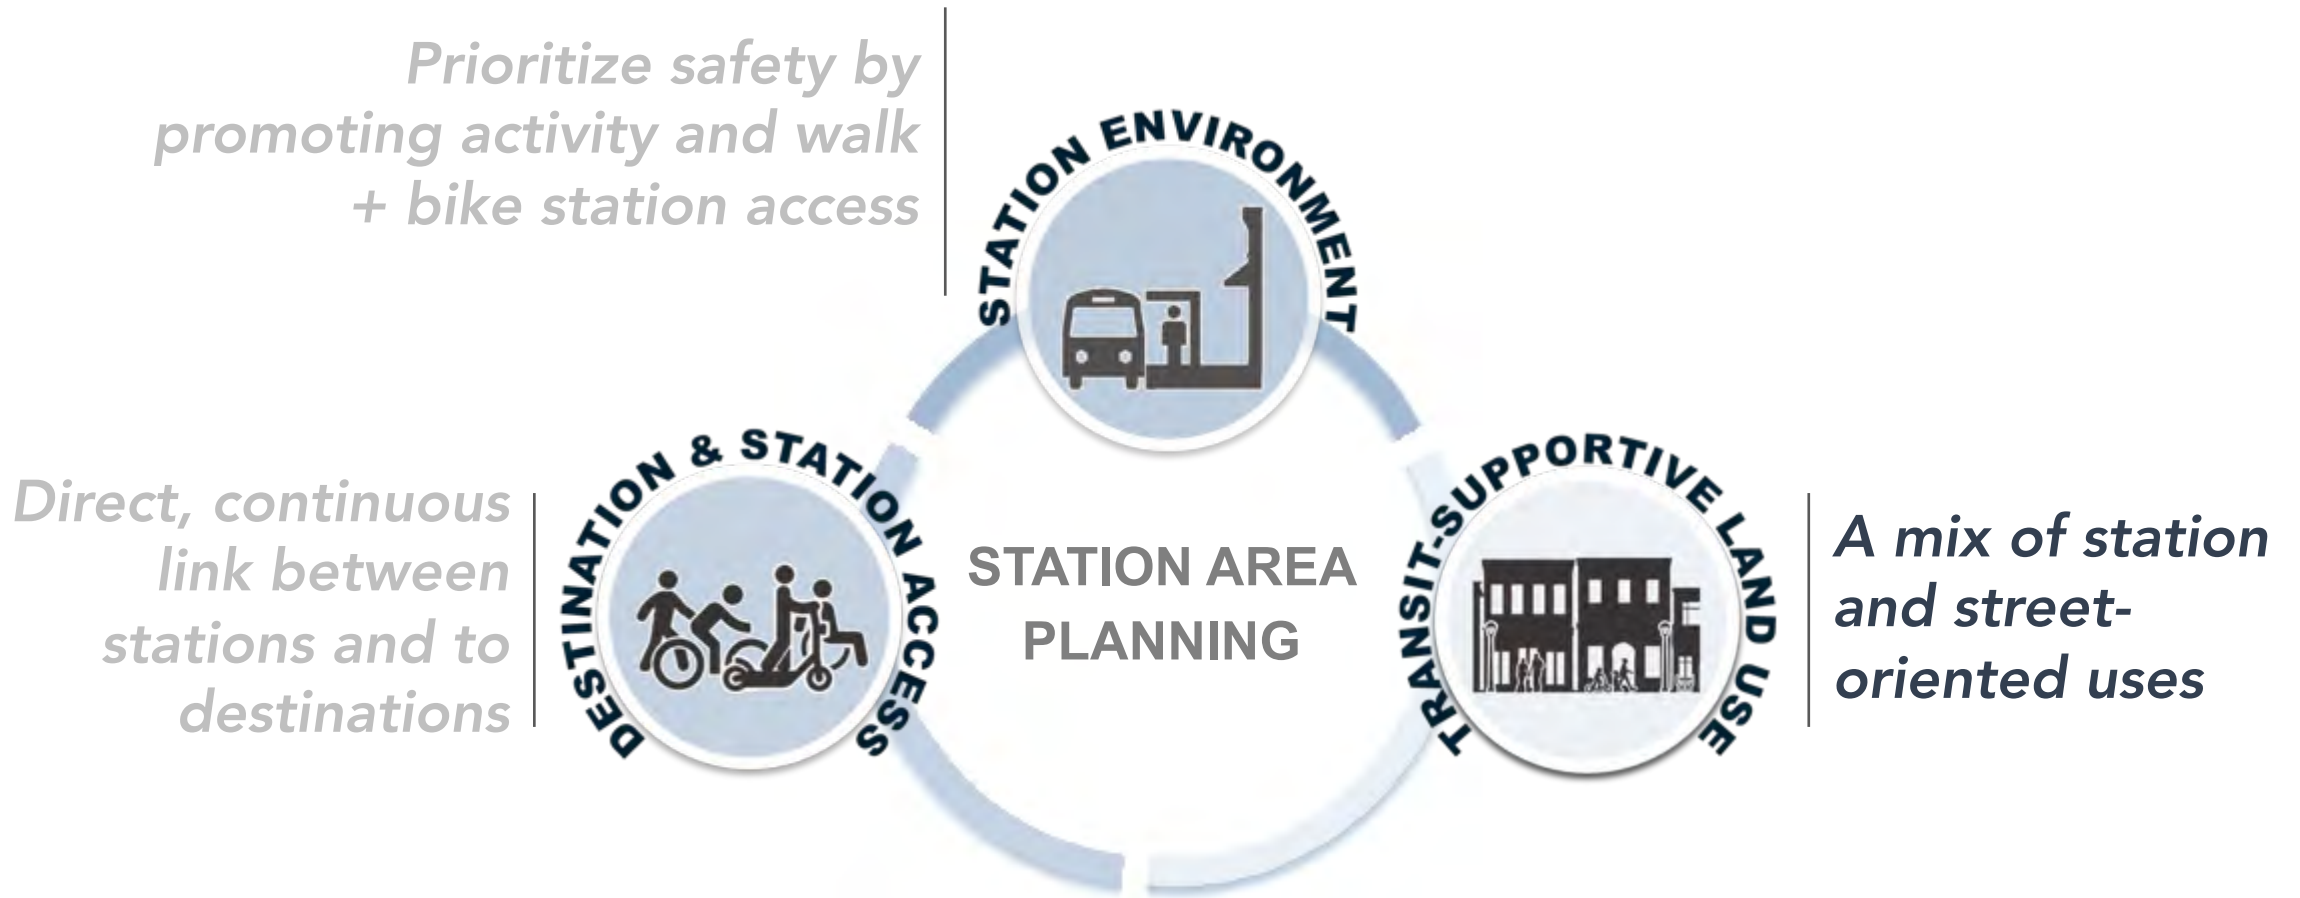 Prioritize safety by
promoting activity and walk
+ bike station access
STATION ENVIRONMENT
Direct, continuous
link between
stations and to
destinations
DESTINATION & STATION ACCESS
STATION AREA
PLANNING
TRANSIT-SUPPORTIVE LAND USE
A mix of station
and street-
oriented uses